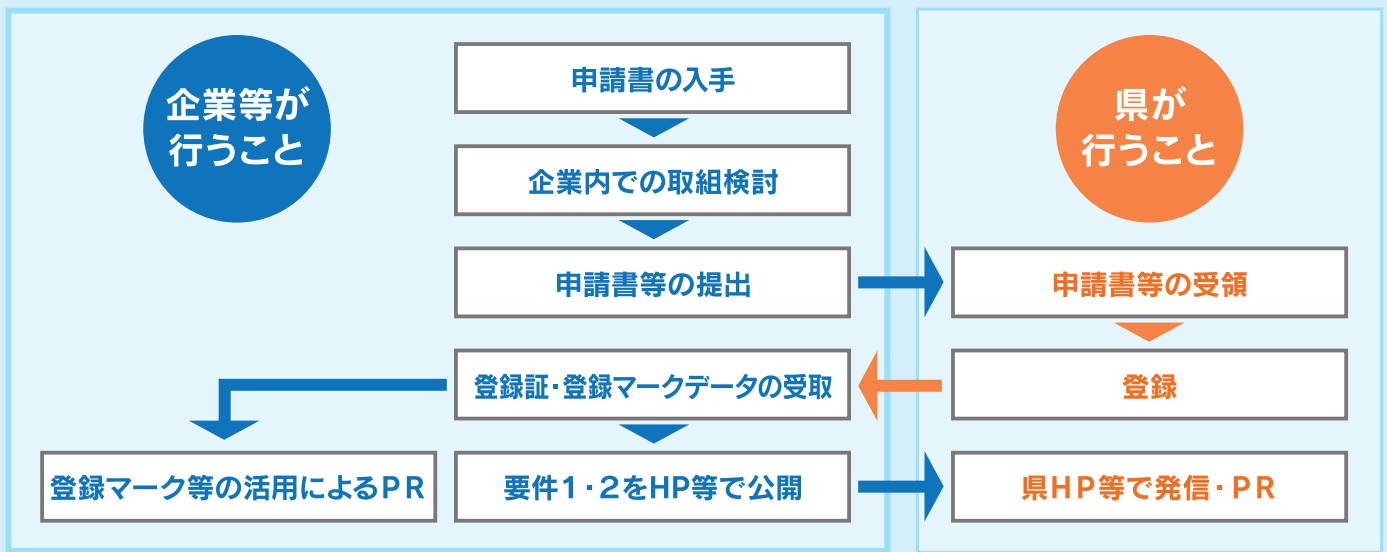 企業等が
行うこと
申請書の入手
企業内での取組検討
申請書等の提出
登録証・登録マークデータの受取
登録マーク等の活用によるPR
要件1・2をHP等で公開
県が
行うこと
申請書等の受領
登録
県HP等で発信・PR